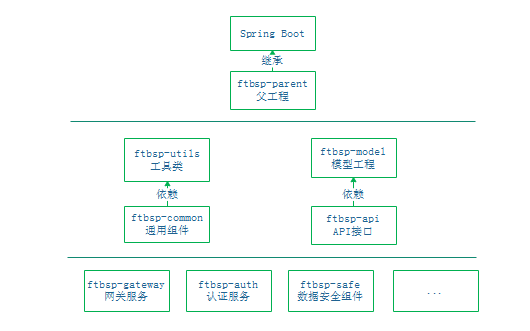 Spring Boot
继承
ftbsp-parent
父工程
ftbsp-utils
工具类
ftbsp-model
模型工程
依赖
依赖
ftbsp-common
通用组件
ftbsp-api
API接口
ftbsp-gateway
网关服务
ftbsp-auth
认证服务
ftbsp-safe
数据安全组件
...